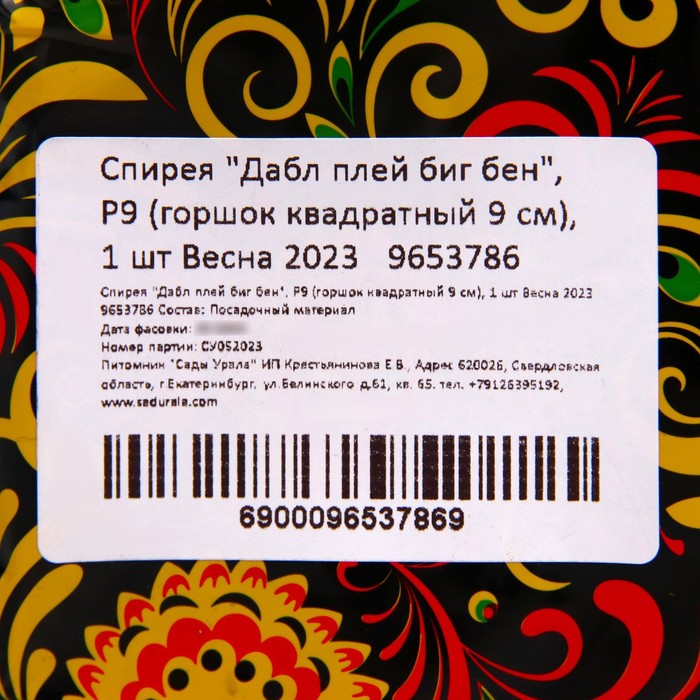 Спирея "Дабл плей биг бен",
Р9 (горшок квадратный 9 см),
1 шт Весна 2023 9653786
Спирея "Дабл плей биг бен", Р9 (горшок квадратный 9 см), 1 шт Весна 2023
9653786 Состав: Посадочный материал
Дата фасовки:
Номер партии: СУ052023
Питомник "Сады Урала" ИП Крестьянинова Е.В., Адрес: 620026, Свердловская
область, г.Екатеринбург, ул.Белинского д.61, кв. 65. тел. +79126395192,
www.sadurala.com
6900096537869